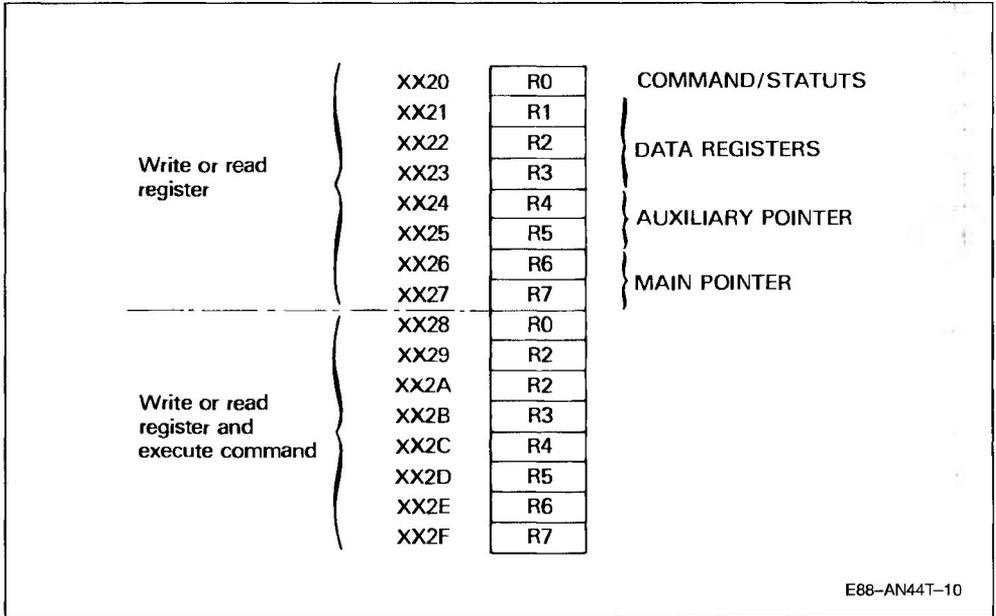 XX20 R0 COMMAND/STATUTS
XX21 R1
XX22 R2 DATA REGISTERS
Write or read
register
XX23 R3
XX24 R4 AUXILIARY POINTER
XX25 R5
XX26 R6 MAIN POINTER
XX27 R7
XX28 R0
XX29 R2
XX2A R2
Write or read
register and
execute command
XX2B R3
XX2C R4
XX2D R5
XX2E R6
XX2F R7
E88-AN44T-10